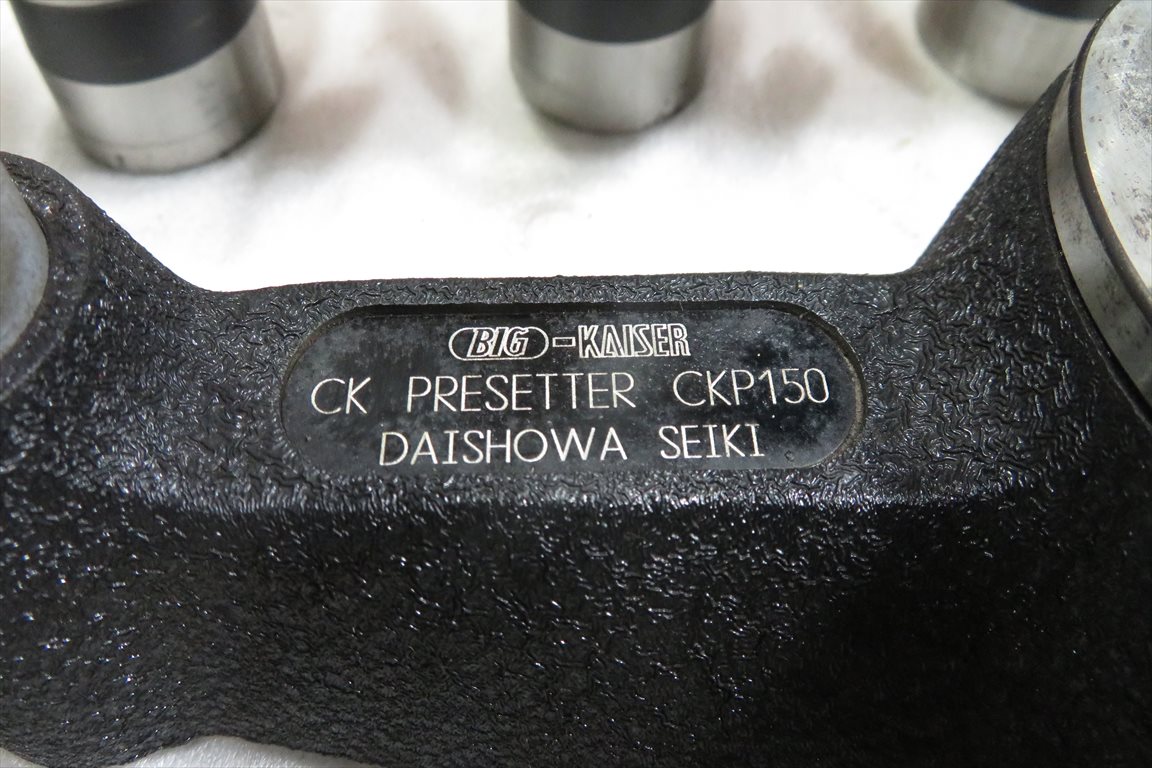 BIG-KAISER
CK PRESETTER CKP150
DAISHOWA SEIKI